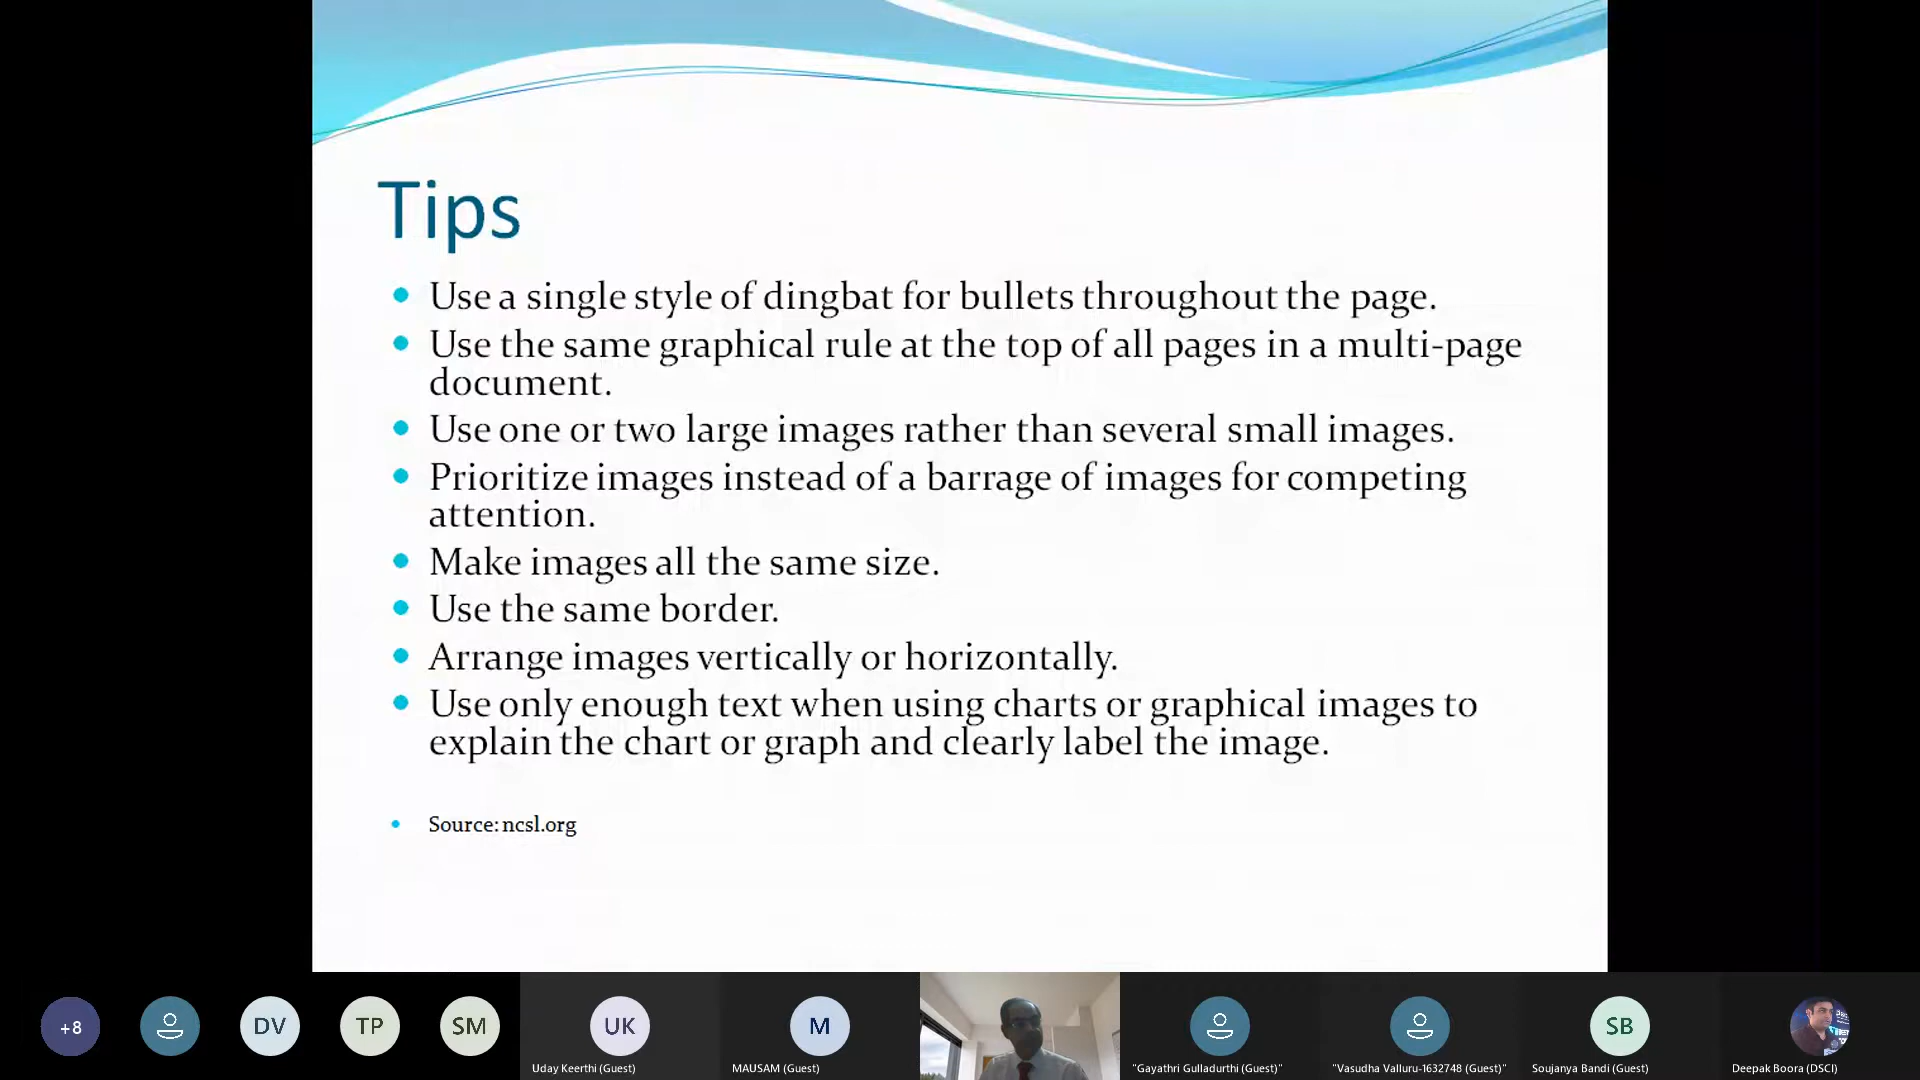 Tips
Use a single style of dingbat for bullets throughout the page.
Use the same graphical rule at the top of all pages in a multi-page
document.
Use one or two large images rather than several small images.
Prioritize images instead of a barrage of images for competing
attention.
Make images all the same size.
Use the same border.
Arrange images vertically or horizontally.
Use only enough text when using charts or graphical images to
explain the chart or graph and clearly label the image.
Source: ncsl.org
+8
DV
TP
SM
UK
M
SB
Uday Keerthi (Guest)
MAUSAM (Guest)
"Gayathri Gulladurthi (Guest)"
"Vasudha Valluru-1632748 (Guest)"
Soujanya Bandi (Guest)
Deepak Boora (DSCI)